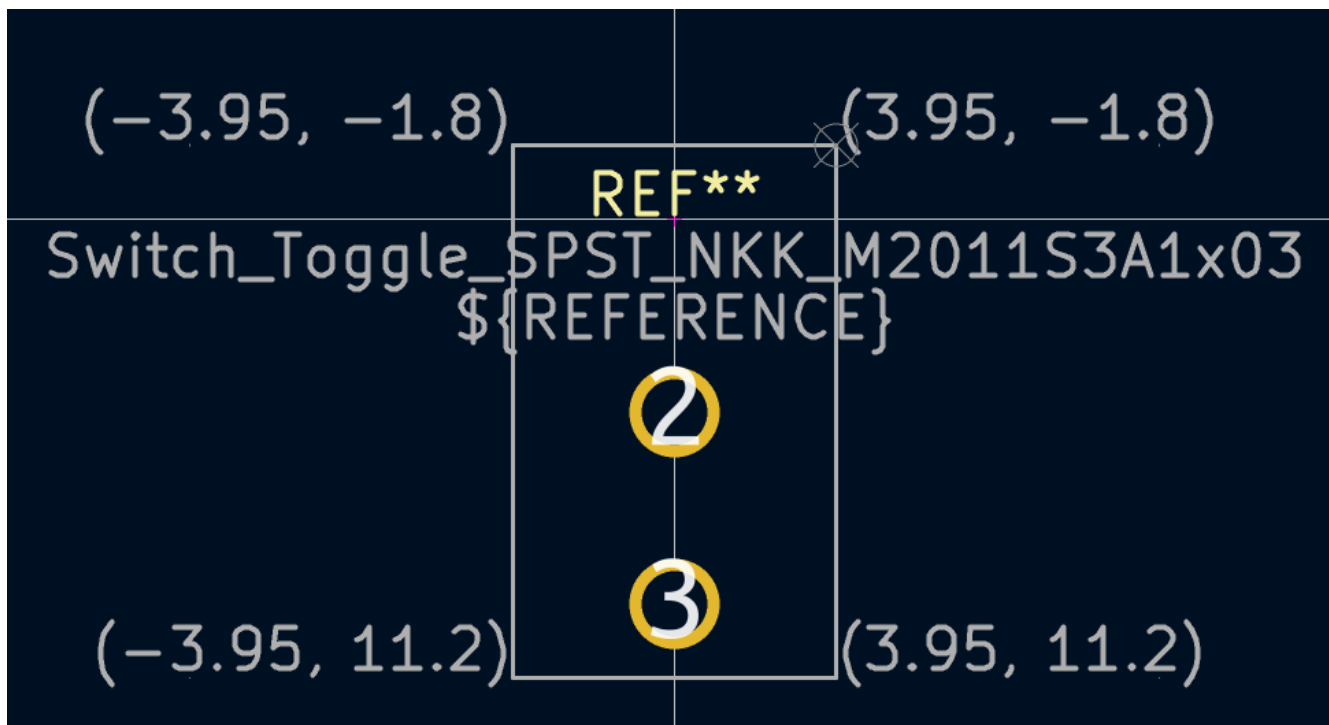 (−3.95, −1.8) (3.95, −1.8)
REF**
Switch_Toggle_SPST_NKK_M2011S3A1x03
${REFERENCE}
2
3
(−3.95, 11.2) (3.95, 11.2)